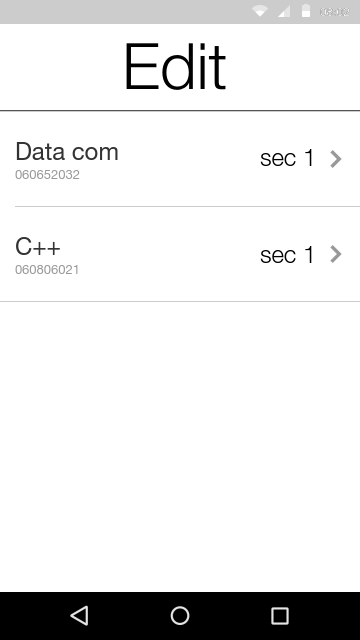 Edit
Data com
sec 1
060652032
C++
sec 1
060806021